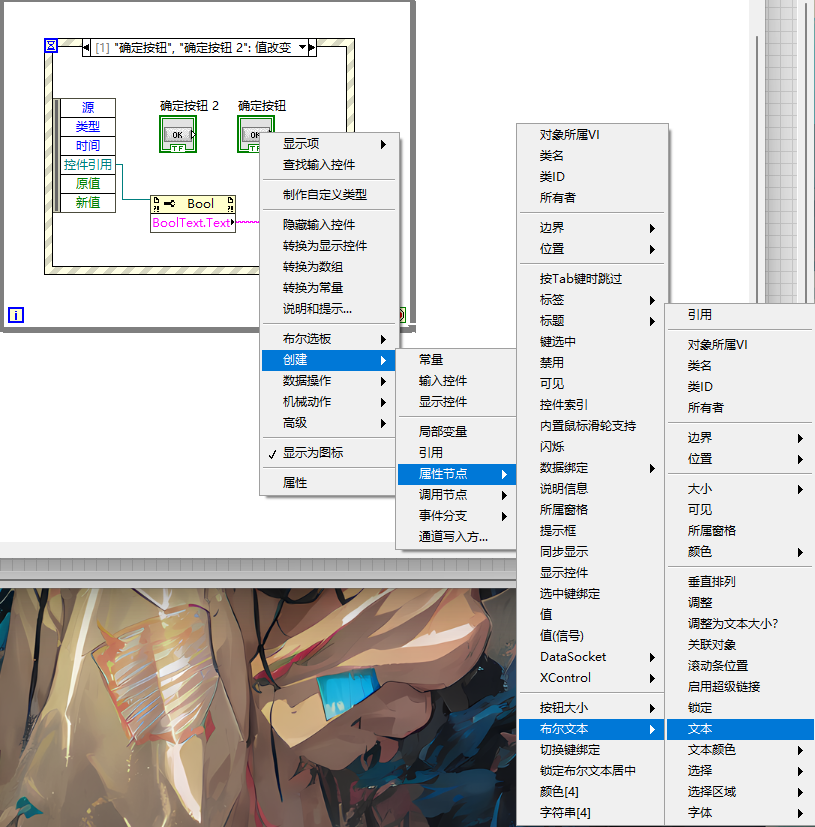 [1] "确定按钮", "确定按钮 2": 值改变
确定按钮 2
确定按钮
OK
TF
OK
TF
源
类型
时间
控件引用
原值
新值
Bool
BoolText.Text
i
显示项
查找输入控件
制作自定义类型
隐藏输入控件
转换为显示控件
转换为数组
转换为常量
说明和提示...
布尔选板
创建
数据操作
机械动作
高级
显示为图标
属性
常量
输入控件
显示控件
局部变量
引用
属性节点
调用节点
事件分支
通道写入方...
对象所属VI
类名
类ID
所有者
边界
位置
按Tab键时跳过
标签
标题
键选中
禁用
可见
控件索引
内置鼠标滑轮支持
闪烁
数据绑定
说明信息
所属窗格
提示框
同步显示
显示控件
选中键绑定
值
值(信号)
DataSocket
XControl
按钮大小
布尔文本
切换键绑定
锁定布尔文本居中
颜色[4]
字符串[4]
引用
对象所属VI
类名
类ID
所有者
边界
位置
大小
可见
所属窗格
颜色
垂直排列
调整
调整为文本大小?
关联对象
滚动条位置
启用超级链接
锁定
文本
文本颜色
选择
选择区域
字体